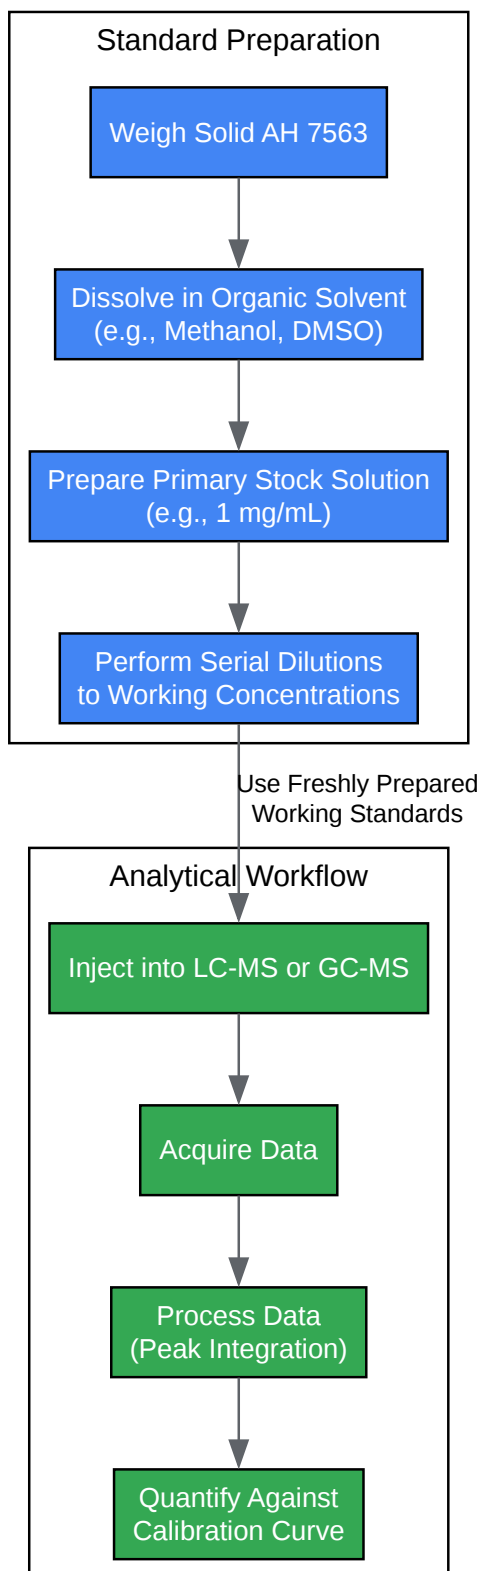 Standard Preparation
Weigh Solid AH 7563
Dissolve in Organic Solvent
(e.g., Methanol, DMSO)
Prepare Primary Stock Solution
(e.g., 1 mg/mL)
Perform Serial Dilutions
to Working Concentrations
Use Freshly Prepared
Working Standards
Analytical Workflow
Inject into LC-MS or GC-MS
Acquire Data
Process Data
(Peak Integration)
Quantify Against
Calibration Curve